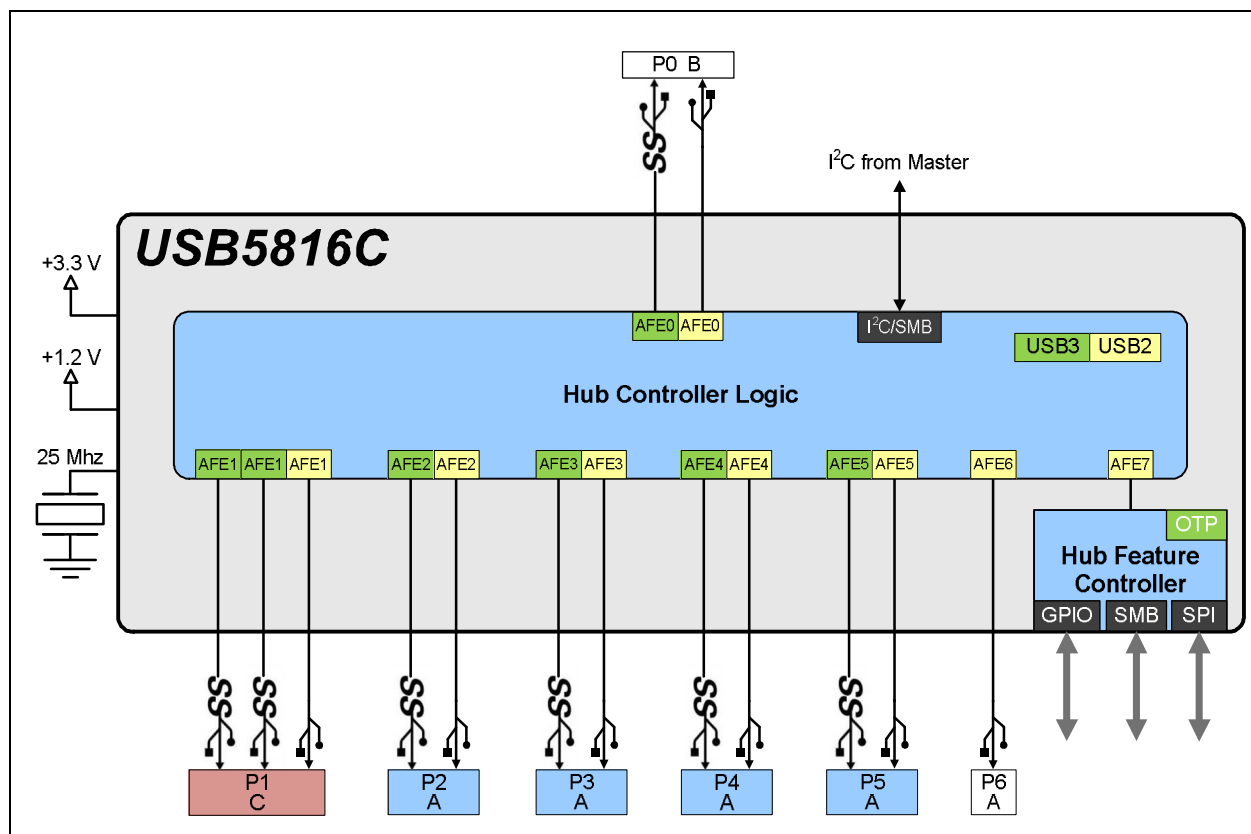 P0 B
SS
I²C from Master
USB5816C
+3.3 V
+1.2 V
25 Mhz
AFE0 AFE0
I²C/SMB
USB3 USB2
Hub Controller Logic
AFE1 AFE1 AFE1 AFE2 AFE2 AFE3 AFE3 AFE4 AFE4 AFE5 AFE5 AFE6 AFE7
OTP
Hub Feature
Controller
GPIO SMB SPI
SS SS SS SS SS SS
P1 P2 P3 P4 P5 P6
C A A A A A